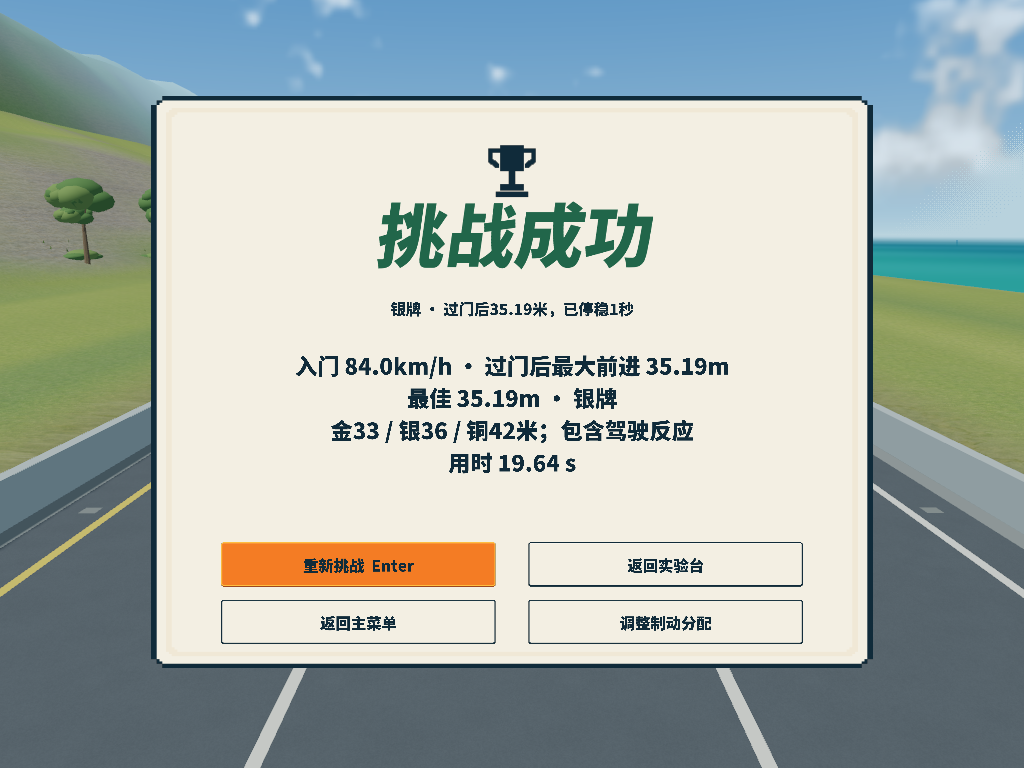 挑战成功
银牌 · 过门后35.19米，已停稳1秒
入门 84.0km/h · 过门后最大前进 35.19m
最佳 35.19m · 银牌
金33 / 银36 / 铜42米；包含驾驶反应
用时 19.64 s
重新挑战 Enter
返回实验台
返回主菜单
调整制动分配